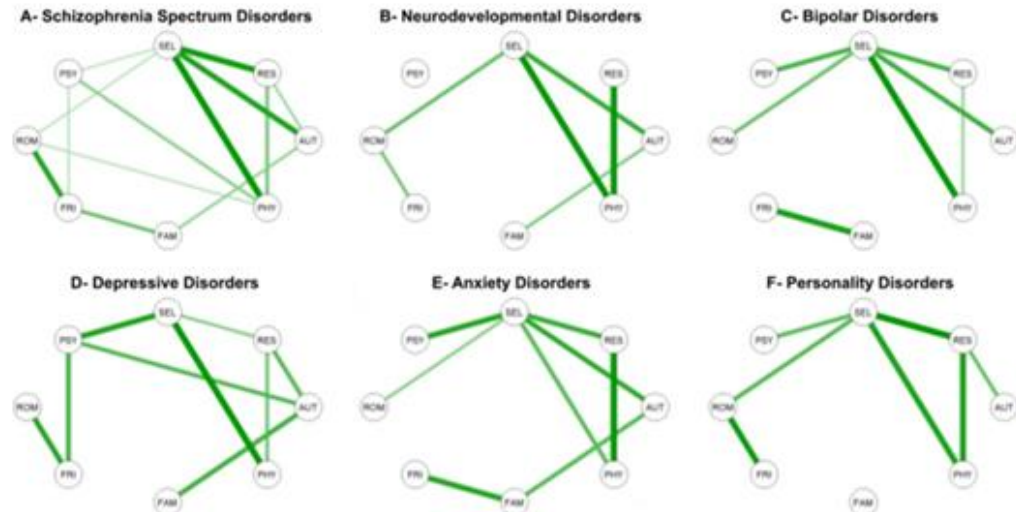 A- Schizophrenia Spectrum Disorders
SEL
PSY
RES
ROM
AUT
FRI
PHY
FAM
B- Neurodevelopmental Disorders
SEL
PSY
RES
ROM
AUT
FRI
PHY
FAM
C- Bipolar Disorders
SEL
PSY
RES
ROM
AUT
FRI
PHY
FAM
D- Depressive Disorders
SEL
PSY
RES
ROM
AUT
FRI
PHY
FAM
E- Anxiety Disorders
SEL
PSY
RES
ROM
AUT
FRI
PHY
FAM
F- Personality Disorders
SEL
PSY
RES
ROM
AUT
FRI
PHY
FAM